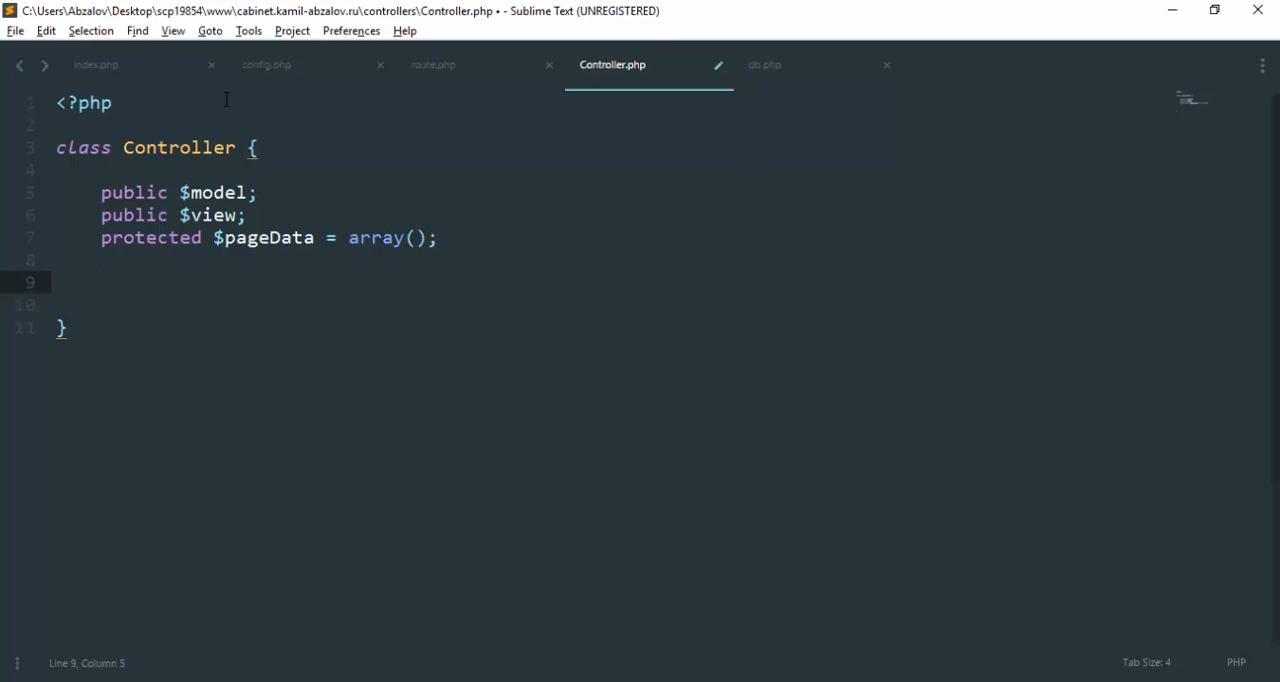 C:\Users\Abzalov\Desktop\scp19854\www\cabinet.kamil-abzalov.ru\controllers\Controller.php • - Sublime Text (UNREGISTERED)
File Edit Selection Find View Goto Tools Project Preferences Help
index.php config.php route.php Controller.php db.php
1 <?php
2
3 class Controller {
4
5 public $model;
6 public $view;
7 protected $pageData = array();
8
9
10
11 }
Line 9, Column 5 Tab Size: 4 PHP